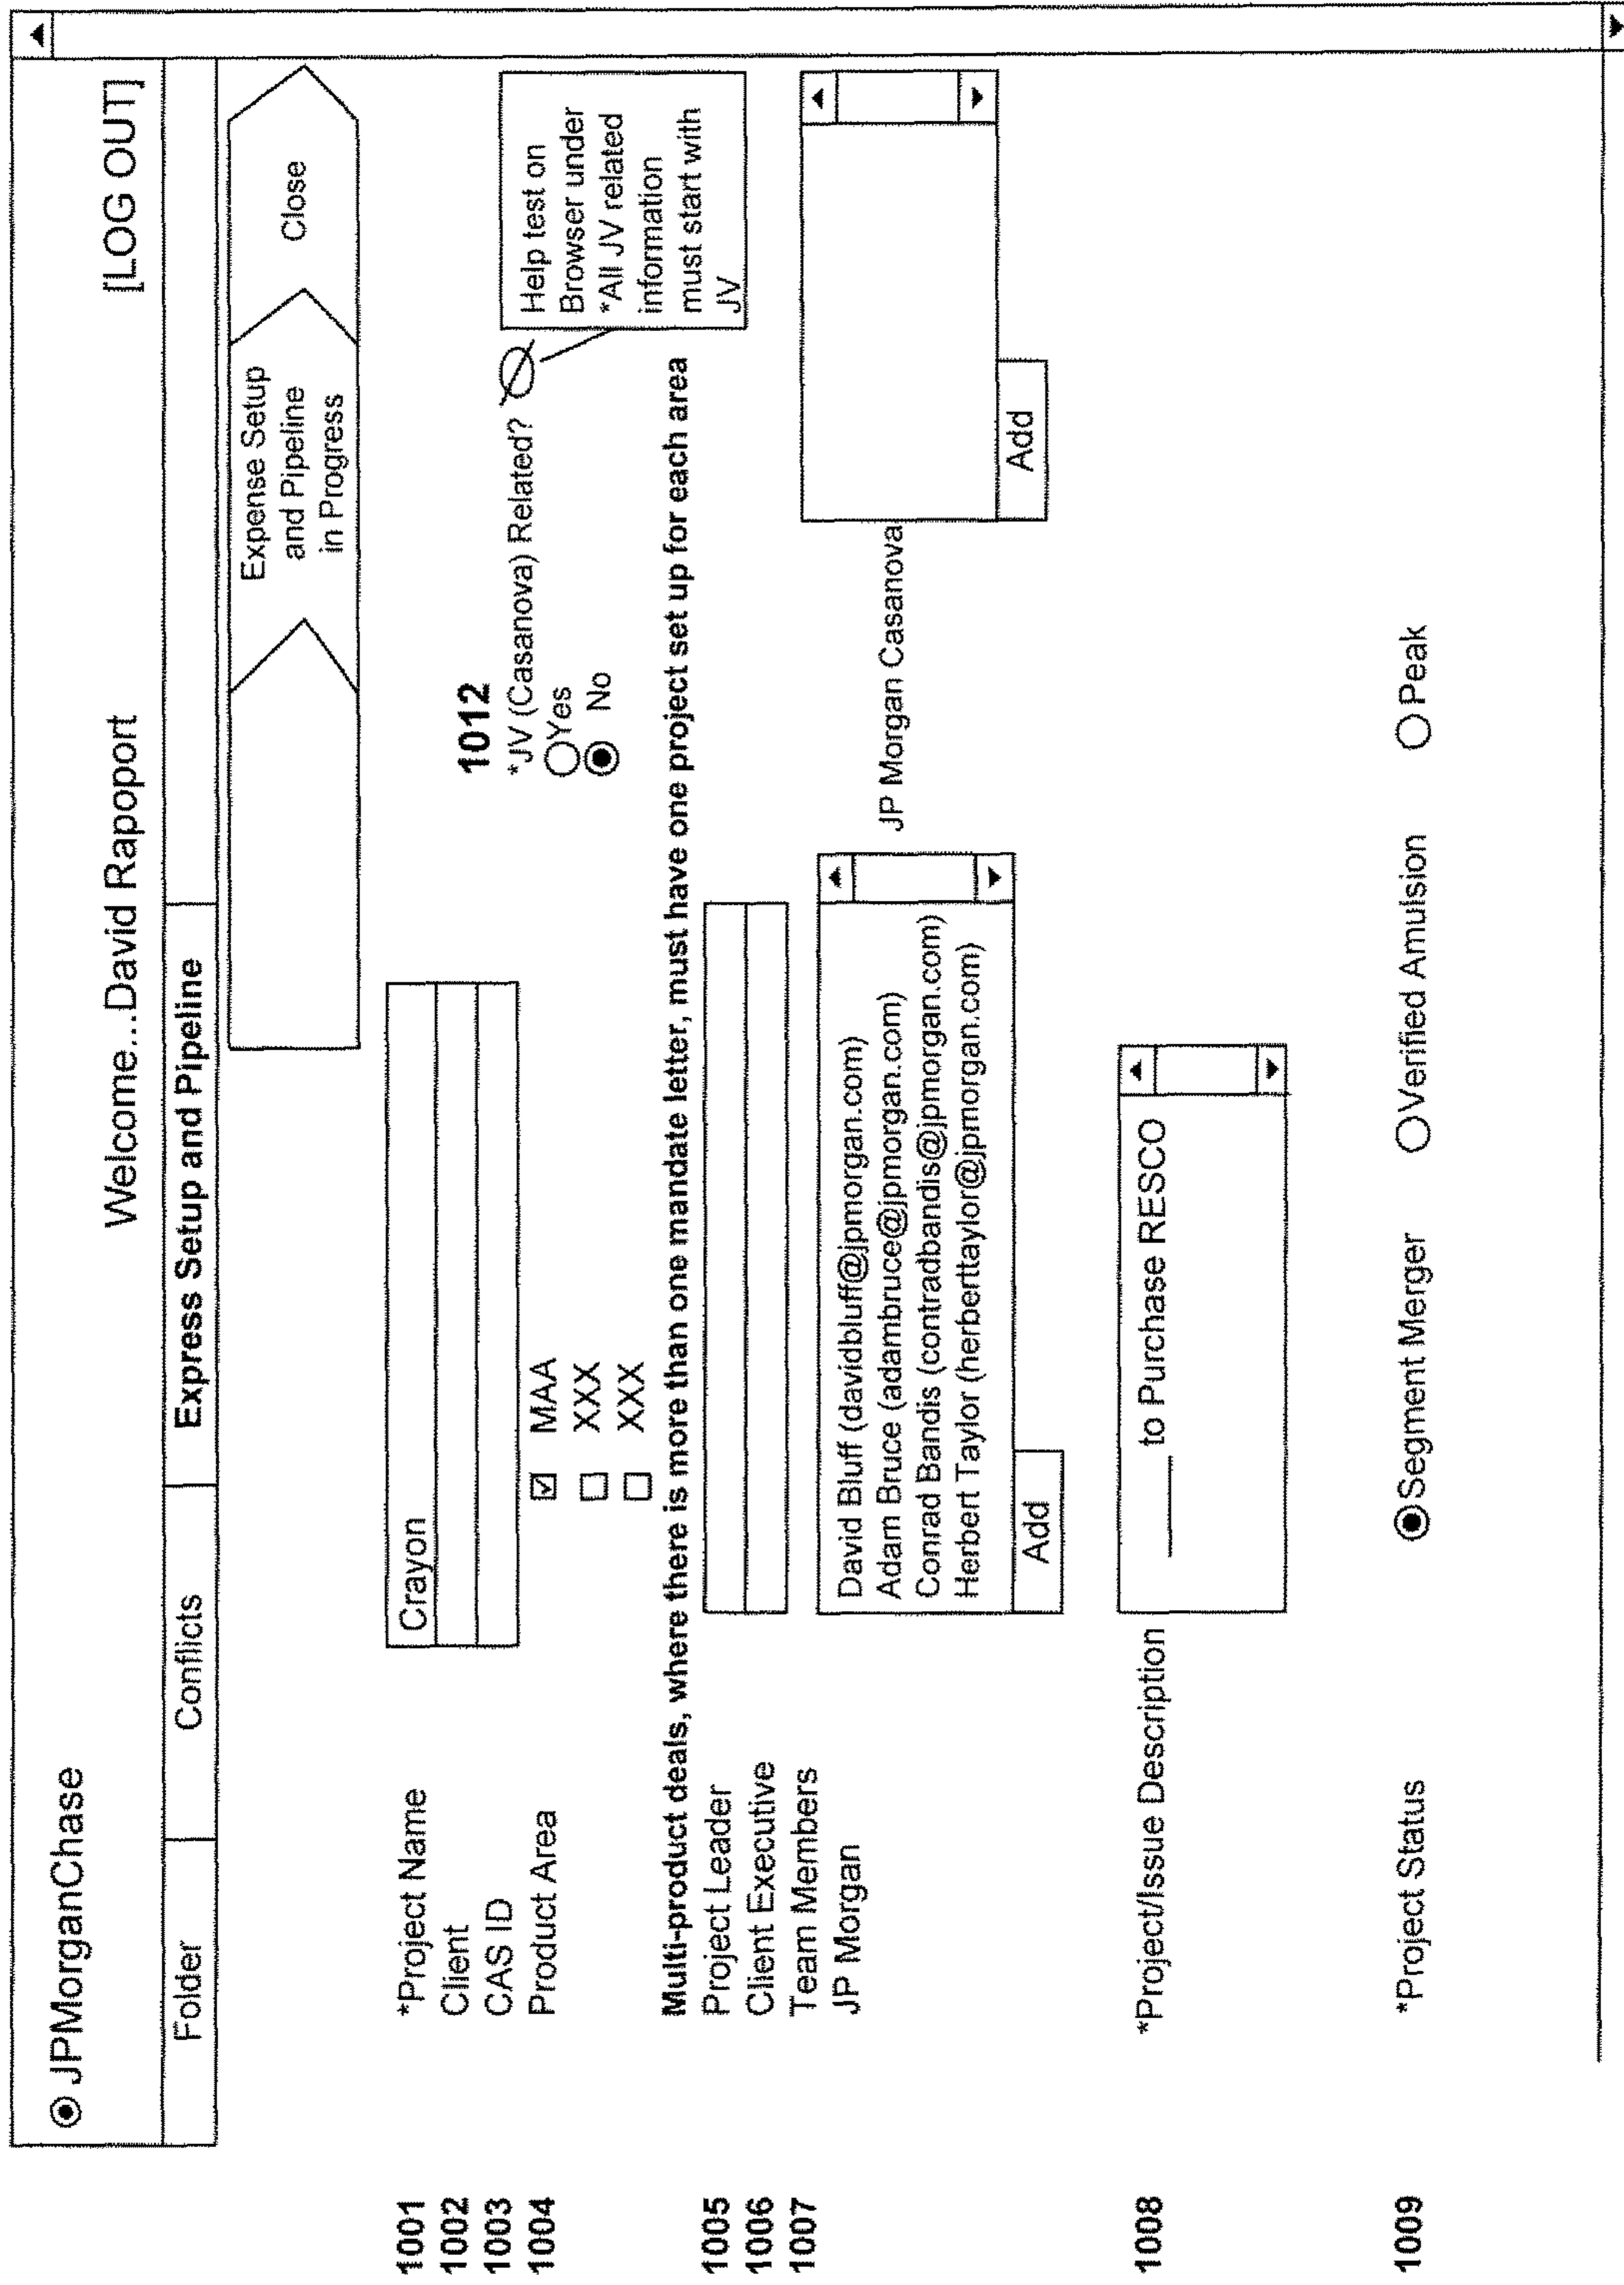 JPMorganChase
Welcome...David Rapoport
[LOG OUT]
Folder
Conflicts
Express Setup and Pipeline
Expense Setup
and Pipeline
in Progress
Close
1001 *Project Name Crayon
1002 Client
1003 CAS ID
1004 Product Area
MAA
XXX
XXX
1012
*JV (Casanova) Related?
Yes
No
Help test on
Browser under
*All JV related
information
must start with
JV
Multi-product deals, where there is more than one mandate letter, must have one project set up for each area
1005 Project Leader
1006 Client Executive
1007 Team Members
JP Morgan
David Bluff (davidbluff@jpmorgan.com)
Adam Bruce (adambruce@jpmorgan.com)
Conrad Bandis (contradbandis@jpmorgan.com)
Herbert Taylor (herberttaylor@jpmorgan.com)
Add
JP Morgan Casanova
Add
1008 *Project/Issue Description
____ to Purchase RESCO
1009 *Project Status
Segment Merger
Verified Amulsion
Peak